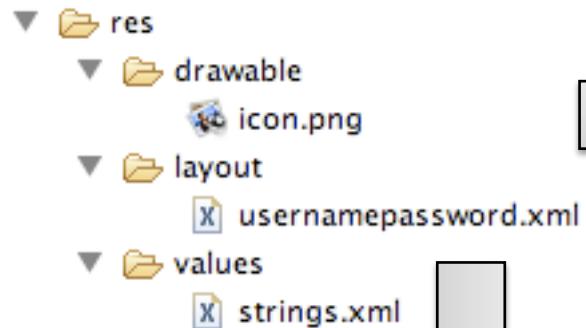 res
drawable
icon.png
layout
usernamepassword.xml
values
strings.xml